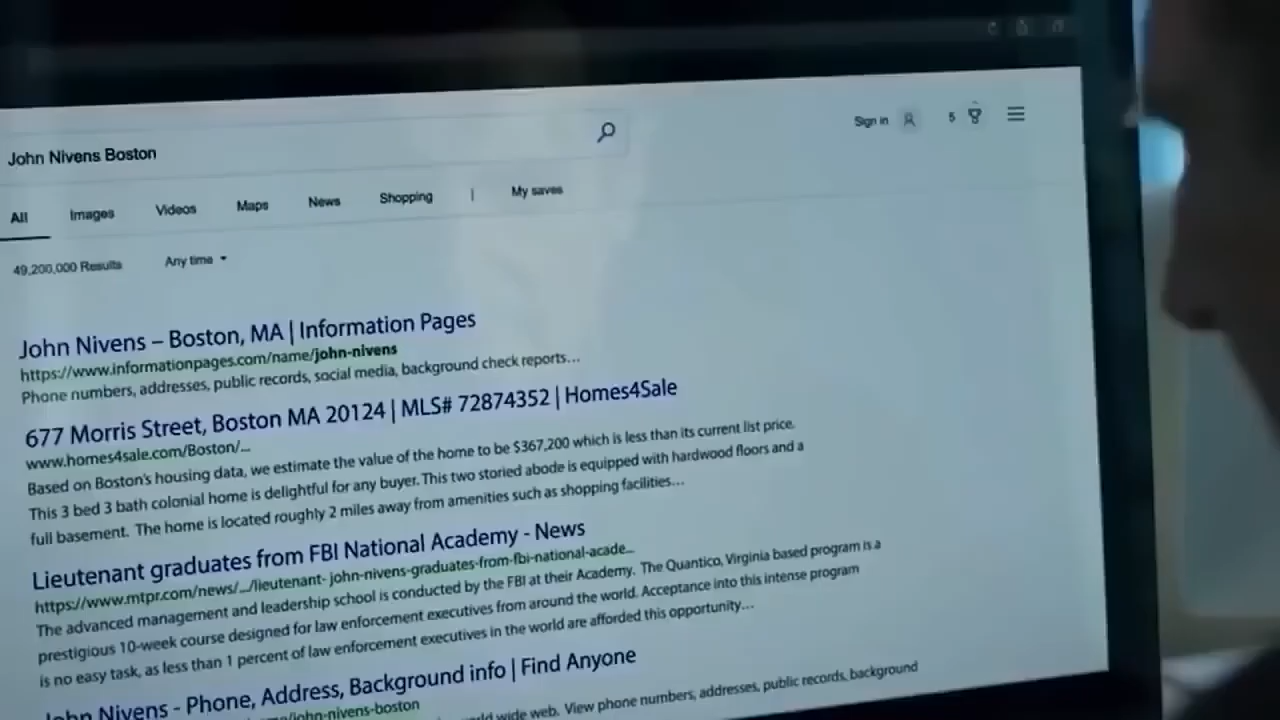 John Nivens Boston
Sign in
5
All Images Videos Maps News Shopping | My saves
49,200,000 Results Any time
John Nivens – Boston, MA | Information Pages
https://www.informationpages.com/name/john-nivens
Phone numbers, addresses, public records, social media, background check reports...
677 Morris Street, Boston MA 20124 | MLS# 72874352 | Homes4Sale
www.homes4sale.com/Boston/...
Based on Boston's housing data, we estimate the value of the home to be $367,200 which is less than its current list price.
This 3 bed 3 bath colonial home is delightful for any buyer. This two storied abode is equipped with hardwood floors and a
full basement. The home is located roughly 2 miles away from amenities such as shopping facilities...
Lieutenant graduates from FBI National Academy - News
https://www.mtpr.com/news/.../lieutenant- john-nivens-graduates-from-fbi-national-acade...
The advanced management and leadership school is conducted by the FBI at their Academy. The Quantico, Virginia based program is a
prestigious 10-week course designed for law enforcement executives from around the world. Acceptance into this intense program
is no easy task, as less than 1 percent of law enforcement executives in the world are afforded this opportunity...
John Nivens - Phone, Address, Background info | Find Anyone
/john-nivens-boston
wide web. View phone numbers, addresses, public records, background